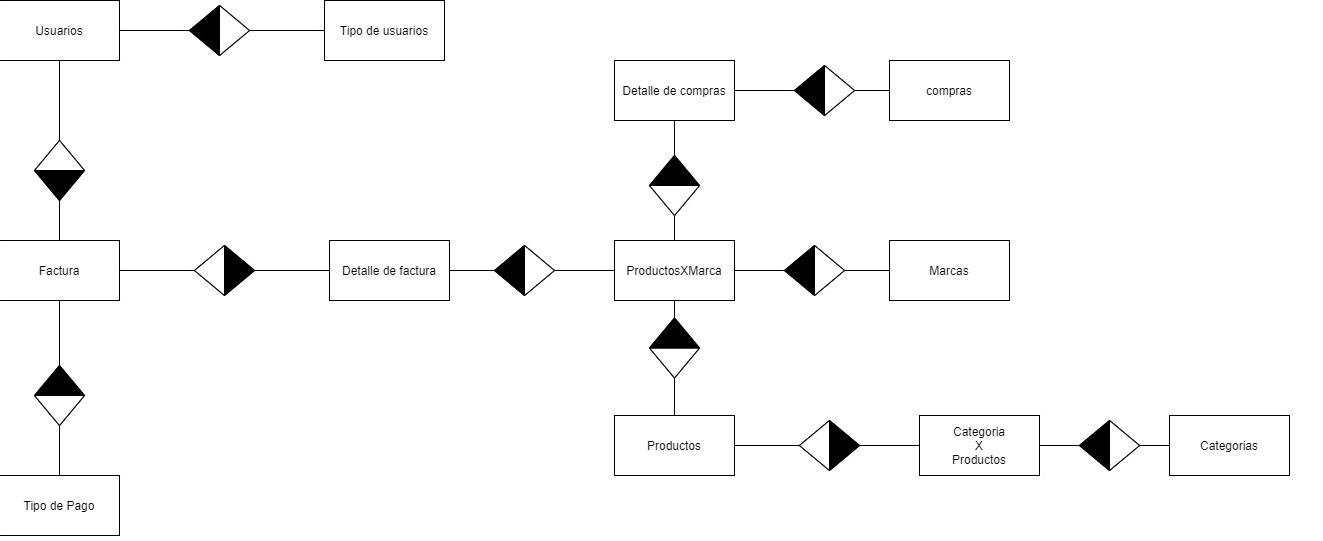 Usuarios
Tipo de usuarios
Detalle de compras
compras
Factura
Detalle de factura
ProductosXMarca
Marcas
Productos
Categoria
X
Productos
Categorias
Tipo de Pago